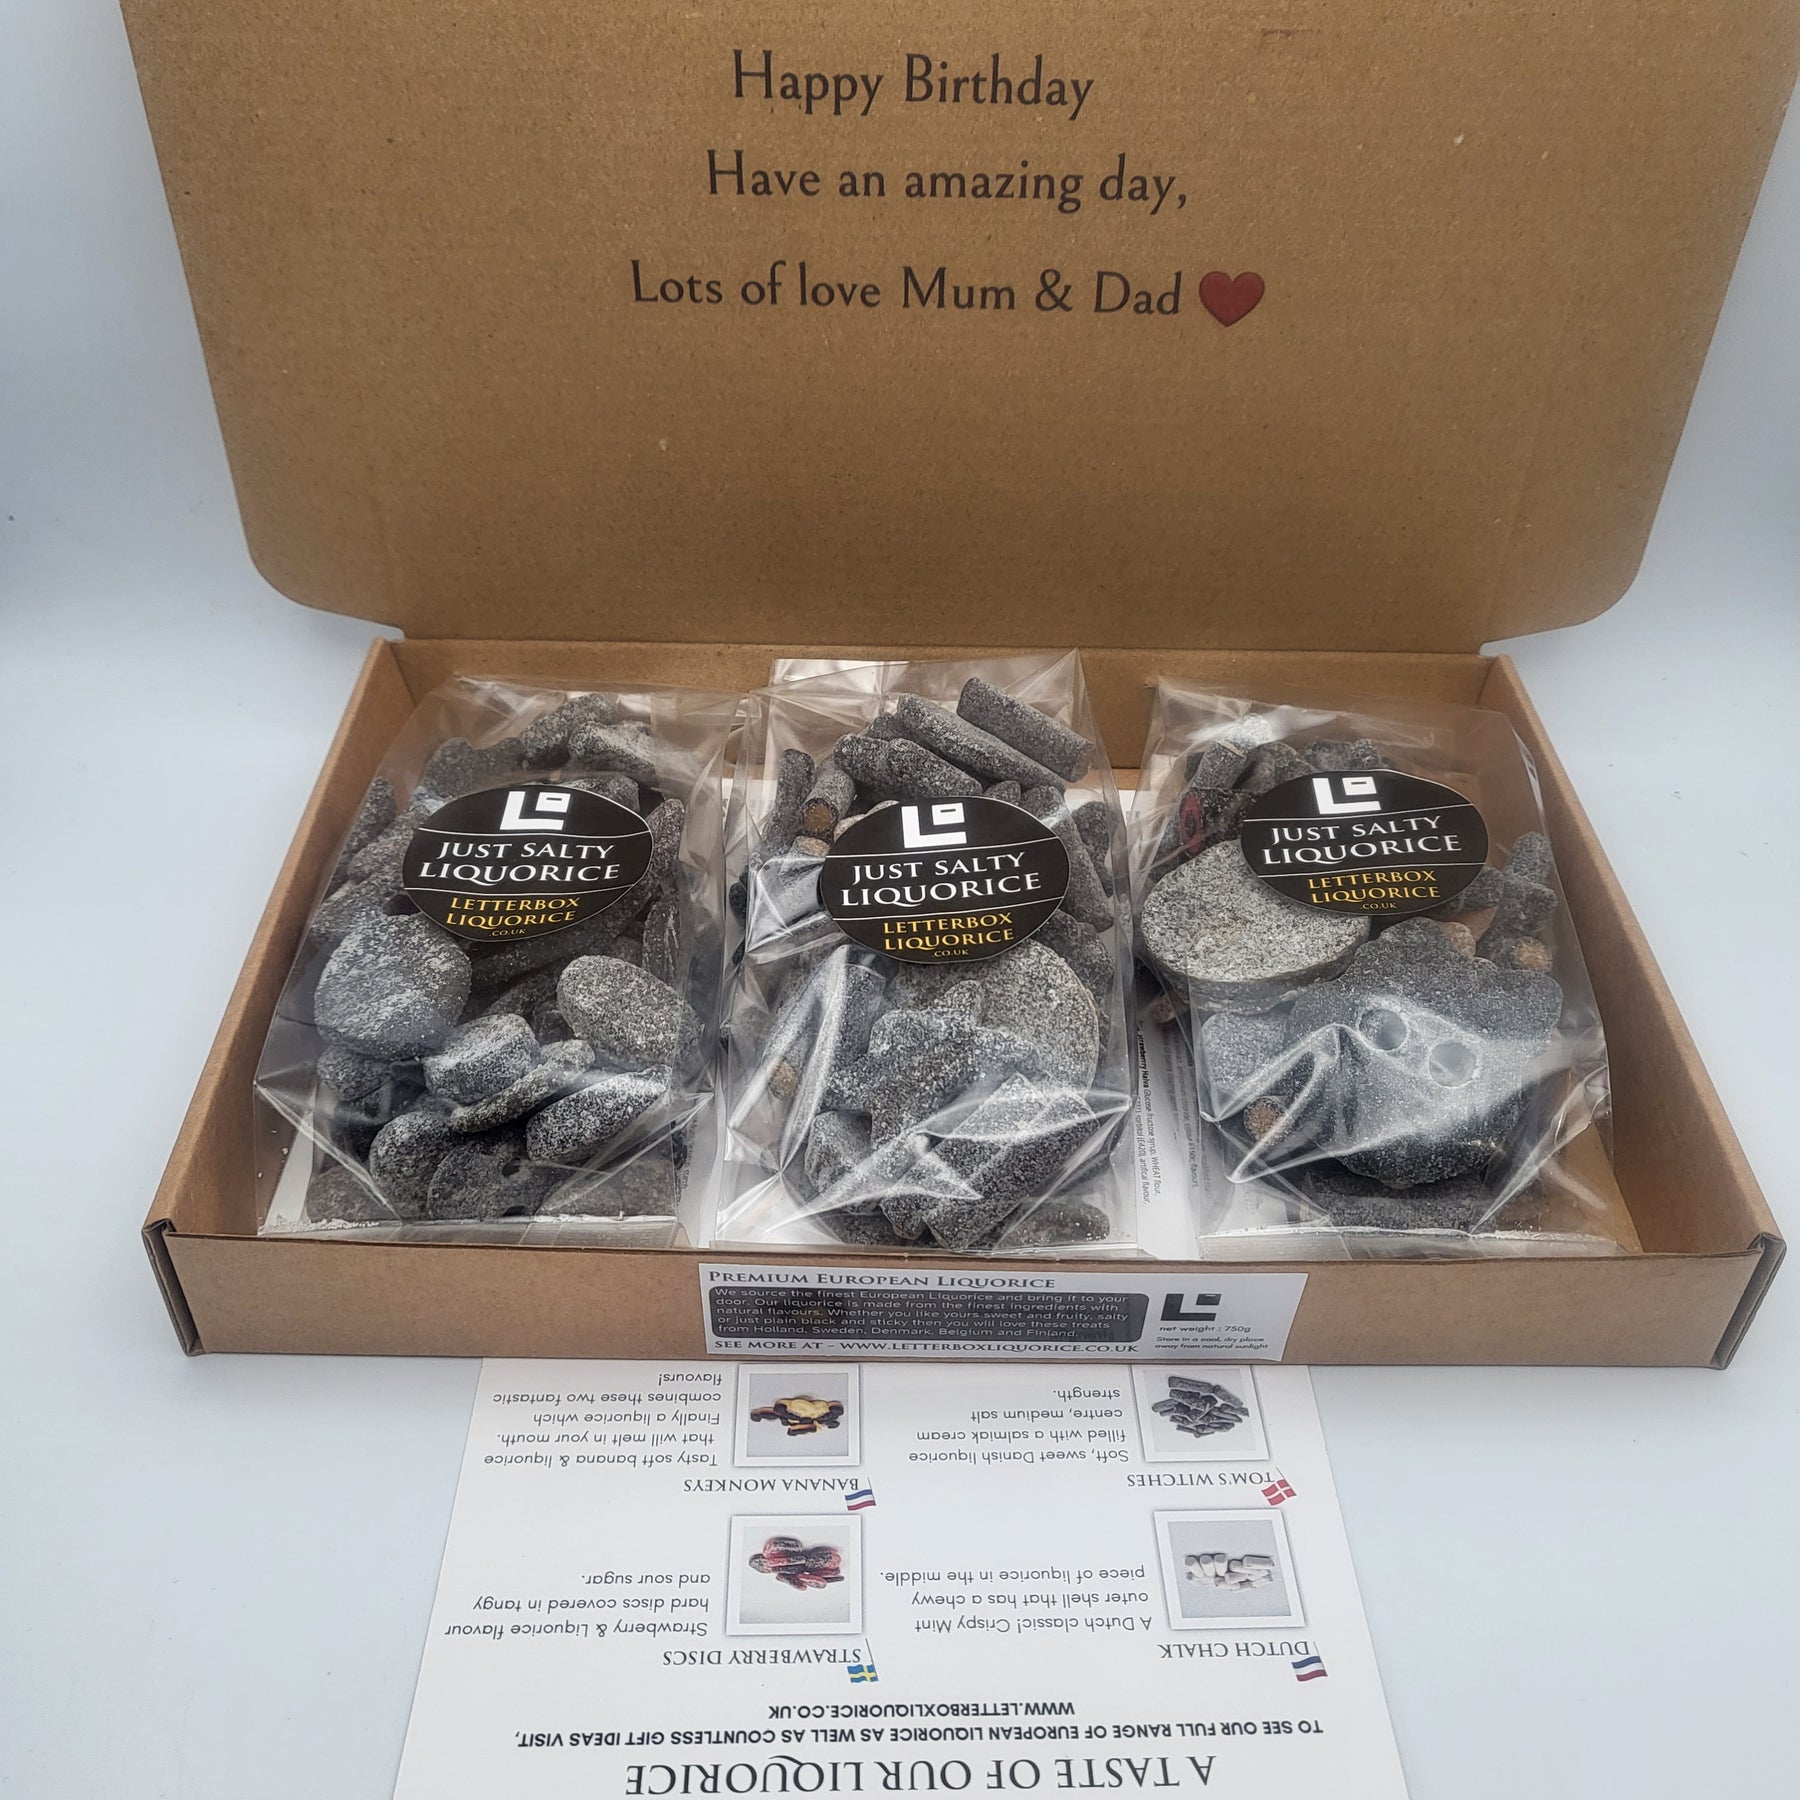 Happy Birthday
Have an amazing day,
Lots of love Mum & Dad
JUST SALTY
LIQUORICE
LETTERBOX
LIQUORICE
.CO.UK
JUST SALTY
LIQUORICE
LETTERBOX
LIQUORICE
.CO.UK
JUST SALTY
LIQUORICE
LETTERBOX
LIQUORICE
.CO.UK
PREMIUM EUROPEAN LIQUORICE
We source the finest European Liquorice and bring it to your
door. Our liquorice is made from the finest ingredients with
natural flavours. Whether you like yours sweet and fruity, salty
or just plain black and sticky then you will love these treats
from Holland, Sweden, Denmark, Belgium and Finland.
SEE MORE AT - WWW.LETTERBOXLIQUORICE.CO.UK
net weight : 750g
Store in a cool, dry place
away from natural sunlight
A TASTE OF OUR LIQUORICE
TO SEE OUR FULL RANGE OF EUROPEAN LIQUORICE AS WELL AS COUNTLESS GIFT IDEAS VISIT,
WWW.LETTERBOXLIQUORICE.CO.UK
DUTCH CHALK
A Dutch classic! Crispy Mint
outer shell that has a chewy
piece of liquorice in the middle.
STRAWBERRY DISCS
Strawberry & Liquorice flavour
hard discs covered in tangy
and sour sugar.
TOM'S WITCHES
Soft, sweet Danish liquorice
filled with a salmiak cream
centre, medium salt
strength.
BANANA MONKEYS
Tasty soft banana & liquorice
that will melt in your mouth.
Finally a liquorice which
combines these two fantastic
flavours!